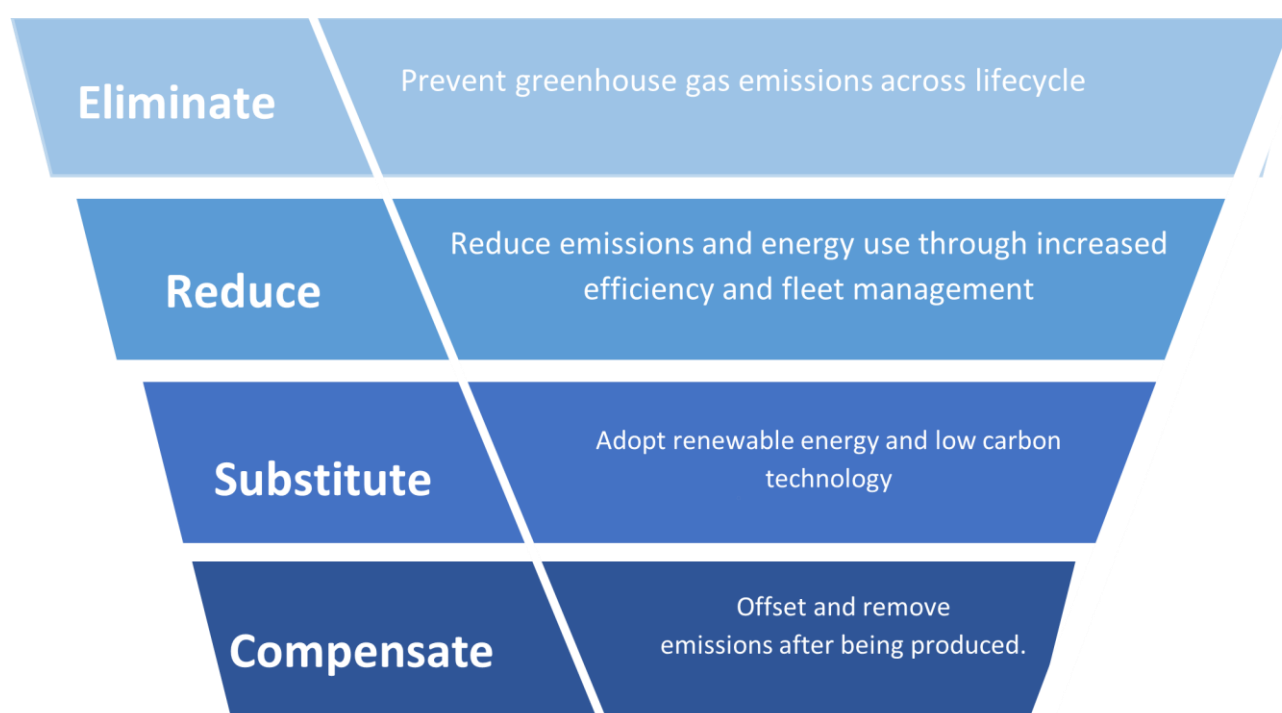 Eliminate
Prevent greenhouse gas emissions across lifecycle
Reduce
Reduce emissions and energy use through increased
efficiency and fleet management
Substitute
Adopt renewable energy and low carbon
technology
Compensate
Offset and remove
emissions after being produced.